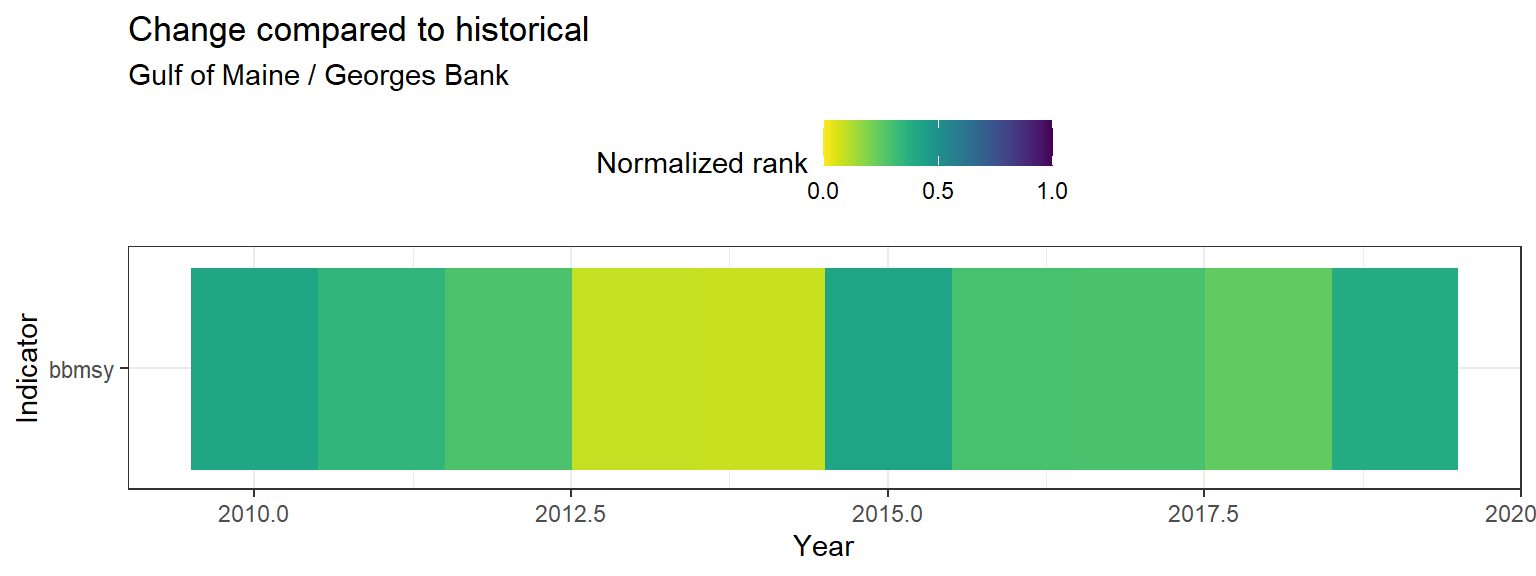 Change compared to historical
Gulf of Maine / Georges Bank
Normalized rank
0.0 0.5 1.0
Indicator
bbmsy
2010.0 2012.5 2015.0 2017.5 2020
Year